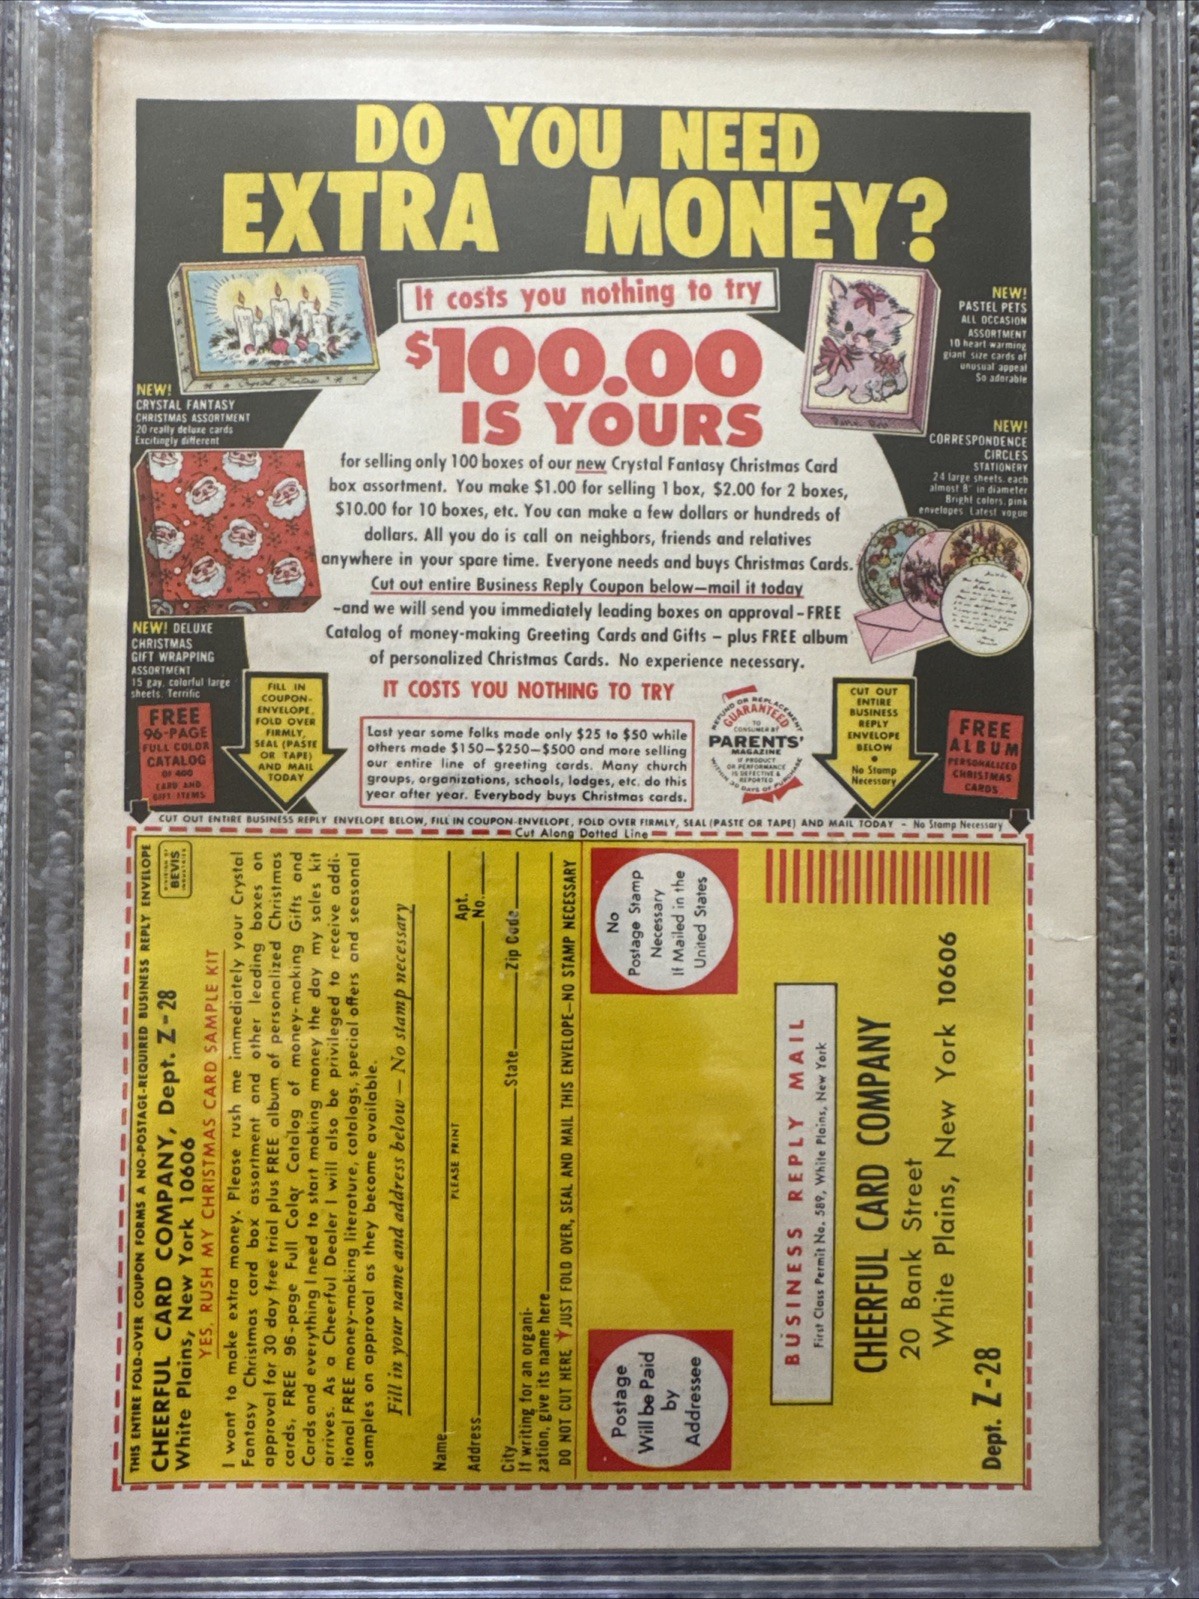 DO YOU NEED
EXTRA MONEY?
It costs you nothing to try
$100.00
IS YOURS
for selling only 100 boxes of our new Crystal Fantasy Christmas Card
box assortment. You make $1.00 for selling 1 box, $2.00 for 2 boxes,
$10.00 for 10 boxes, etc. You can make a few dollars or hundreds of
dollars. All you do is call on neighbors, friends and relatives
anywhere in your spare time. Everyone needs and buys Christmas Cards.
Cut out entire Business Reply Coupon below—mail it today
–and we will send you immediately leading boxes on approval–FREE
Catalog of money-making Greeting Cards and Gifts – plus FREE album
of personalized Christmas Cards. No experience necessary.
IT COSTS YOU NOTHING TO TRY
Last year some folks made only $25 to $50 while
others made $150—$250—$500 and more selling
our entire line of greeting cards. Many church
groups, organizations, schools, lodges, etc. do this
year after year. Everybody buys Christmas cards.
Crystal Fantasy
NEW!
CRYSTAL FANTASY
CHRISTMAS ASSORTMENT
20 really deluxe cards
Excitingly different
NEW! DELUXE
CHRISTMAS
GIFT WRAPPING
ASSORTMENT
15 gay, colorful large
sheets. Terrific
FREE
96-PAGE
FULL COLOR
CATALOG
OF 400
CARD AND
GIFT ITEMS
FILL IN
COUPON-
ENVELOPE,
FOLD OVER
FIRMLY,
SEAL (PASTE
OR TAPE)
AND MAIL
TODAY
NEW!
PASTEL PETS
ALL OCCASION
ASSORTMENT
10 heart warming
giant size cards of
unusual appeal
So adorable
NEW!
CORRESPONDENCE
CIRCLES
STATIONERY
24 large sheets, each
almost 8" in diameter
Bright colors, pink
envelopes. Latest vogue
REFUND OR REPLACEMENT
GUARANTEED
TO
CONSUMER BY
PARENTS'
MAGAZINE
IF PRODUCT
OR PERFORMANCE
IS DEFECTIVE &
REPORTED
WITHIN 30 DAYS OF PURCHASE
CUT OUT
ENTIRE
BUSINESS
REPLY
ENVELOPE
BELOW
•
No Stamp
Necessary
FREE
ALBUM
PERSONALIZED
CHRISTMAS
CARDS
CUT OUT ENTIRE BUSINESS REPLY ENVELOPE BELOW, FILL IN COUPON-ENVELOPE, FOLD OVER FIRMLY, SEAL (PASTE OR TAPE) AND MAIL TODAY – No Stamp Necessary
Cut Along Dotted Line
THIS ENTIRE FOLD-OVER COUPON FORMS A NO-POSTAGE-REQUIRED BUSINESS REPLY ENVELOPE
CHEERFUL CARD COMPANY, Dept. Z-28
White Plains, New York 10606
DIVISION OF
BEVIS
INDUSTRIES
YES, RUSH MY CHRISTMAS CARD SAMPLE KIT
I want to make extra money. Please rush me immediately your Crystal
Fantasy Christmas card box assortment and other leading boxes on
approval for 30 day free trial plus FREE album of personalized Christmas
cards, FREE 96-page Full Color Catalog of money-making Gifts and
Cards and everything I need to start making money the day my sales kit
arrives. As a Cheerful Dealer I will also be privileged to receive addi-
tional FREE money-making literature, catalogs, special offers and seasonal
samples on approval as they become available.
Fill in your name and address below — No stamp necessary
Name
PLEASE PRINT
Address Apt. No.
City State Zip Code
If writing for an organi-
zation, give its name here
DO NOT CUT HERE JUST FOLD OVER, SEAL AND MAIL THIS ENVELOPE–NO STAMP NECESSARY
Postage
Will be Paid
by
Addressee
No
Postage Stamp
Necessary
If Mailed in the
United States
BUSINESS REPLY MAIL
First Class Permit No. 589, White Plains, New York
CHEERFUL CARD COMPANY
20 Bank Street
White Plains, New York 10606
Dept. Z-28